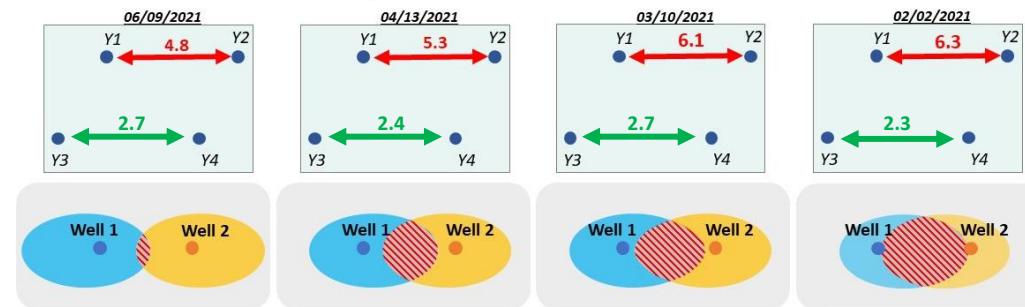 06/09/2021 04/13/2021 03/10/2021 02/02/2021
Y1 Y2 Y1 Y2 Y1 Y2 Y1 Y2
4.8 5.3 6.1 6.3
2.7 2.4 2.7 2.3
Y3 Y4 Y3 Y4 Y3 Y4 Y3 Y4
Well 1 Well 2 Well 1 Well 2 Well 1 Well 2 Well 1 Well 2